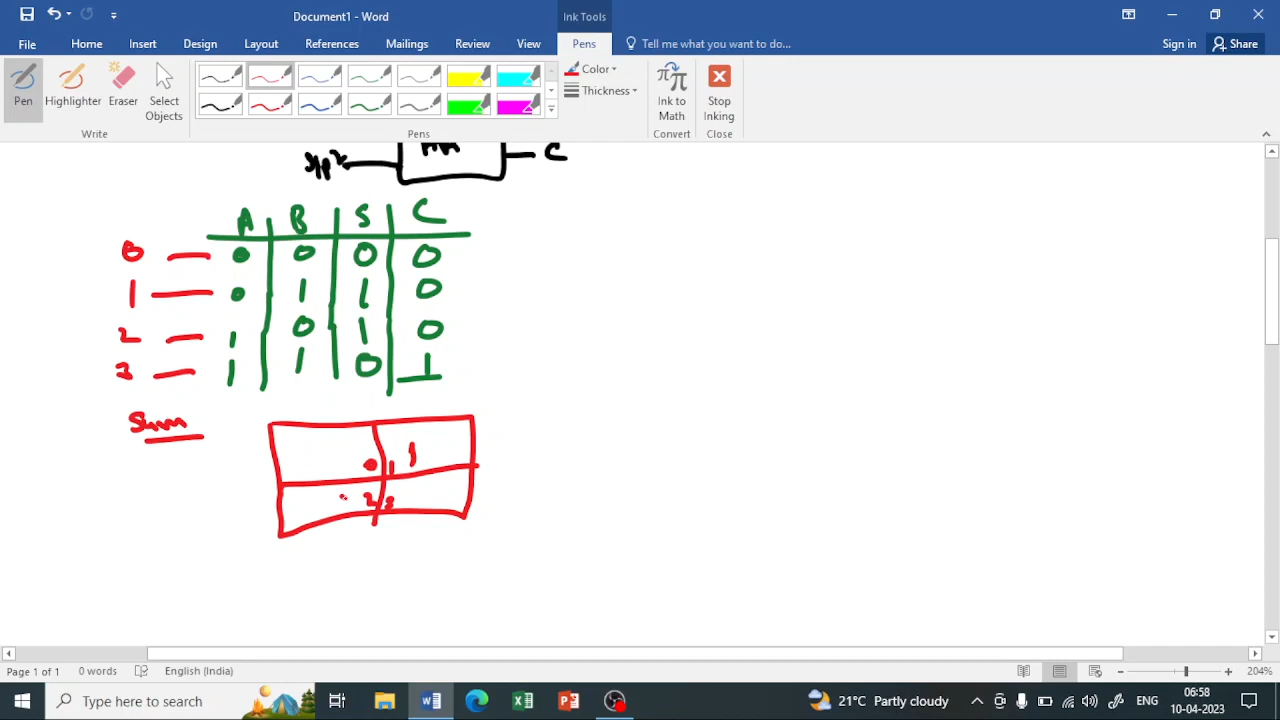 Document1 - Word
Ink Tools
File Home Insert Design Layout References Mailings Review View Pens Tell me what you want to do... Sign in Share
Pen Highlighter Eraser Select Objects
Color
Thickness
Ink to Math
Stop Inking
Write Pens Convert Close
C
A B S C
0 0 0 0 0
1 0 1 1 0
2 1 0 1 0
3 1 1 0 1
Sum
0 1 1
2 3
Page 1 of 1 0 words English (India) 204%
Type here to search 21°C Partly cloudy ENG 06:58
10-04-2023